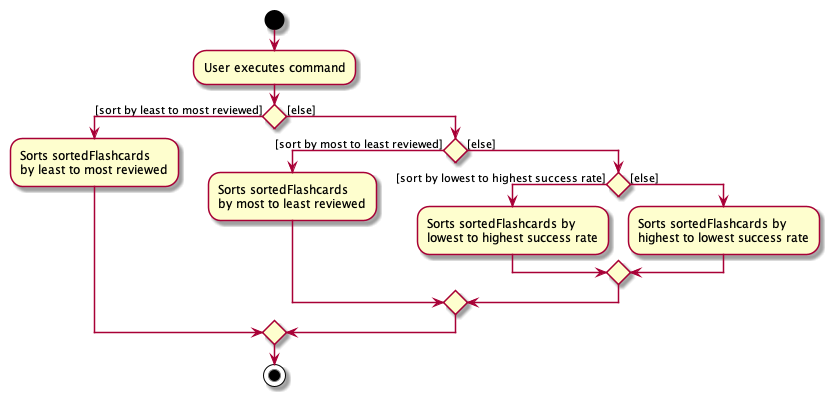 User executes command
[sort by least to most reviewed]
[else]
Sorts sortedFlashcards
by least to most reviewed
[sort by most to least reviewed]
[else]
Sorts sortedFlashcards
by most to least reviewed
[sort by lowest to highest success rate]
[else]
Sorts sortedFlashcards by
lowest to highest success rate
Sorts sortedFlashcards by
highest to lowest success rate